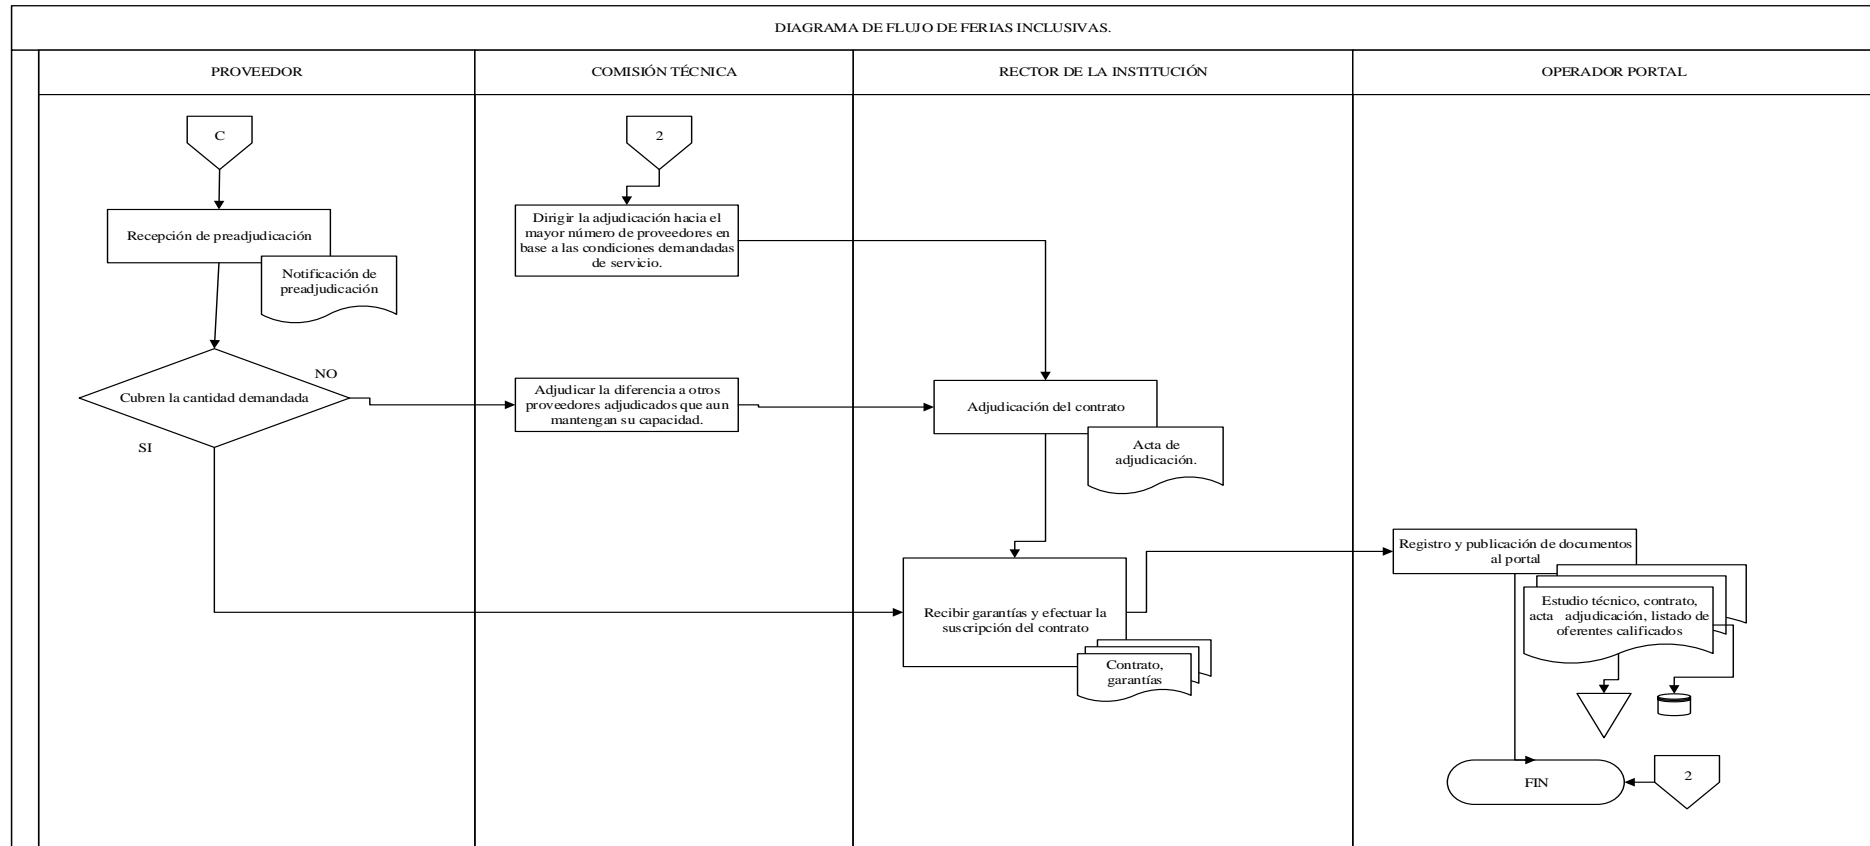 DIAGRAMA DE FLUJO DE FERIAS INCLUSIVAS.
PROVEEDOR
COMISIÓN TÉCNICA
RECTOR DE LA INSTITUCIÓN
OPERADOR PORTAL
C
Recepción de preadjudicación
Notificación de
preadjudicación
Cubren la cantidad demandada
NO
SI
2
Dirigir la adjudicación hacia el
mayor número de proveedores en
base a las condiciones demandadas
de servicio.
Adjudicar la diferencia a otros
proveedores adjudicados que aun
mantengan su capacidad.
Adjudicación del contrato
Acta de
adjudicación.
Recibir garantías y efectuar la
suscripción del contrato
Contrato,
garantías
Registro y publicación de documentos
al portal
Estudio técnico, contrato,
acta adjudicación, listado de
oferentes calificados
FIN
2